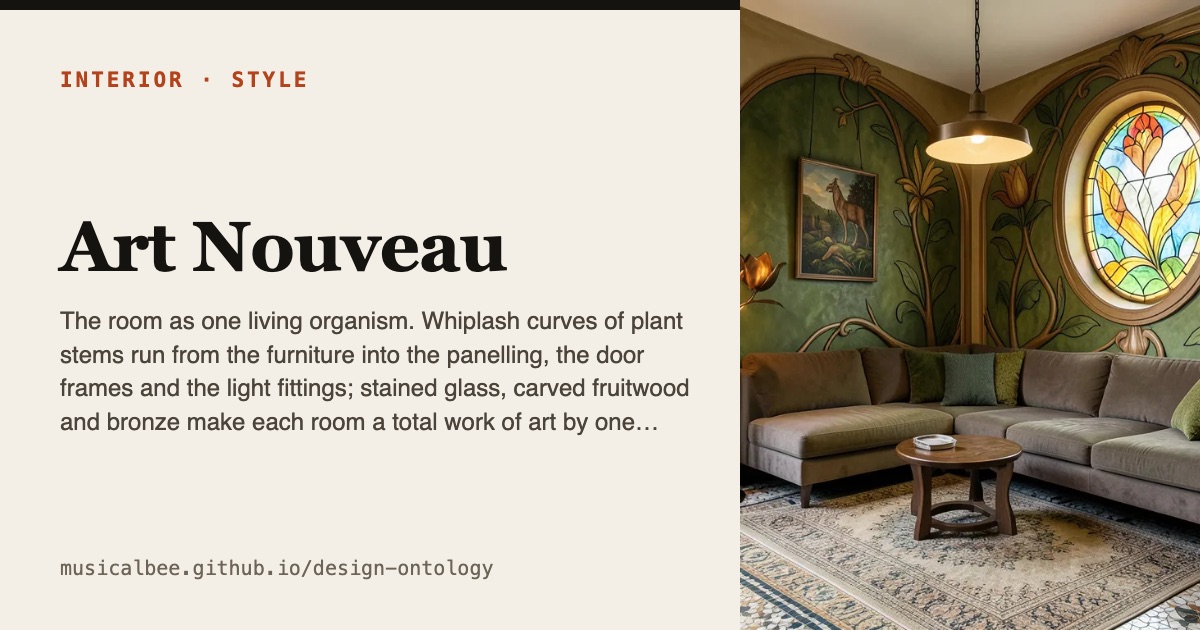 INTERIOR · STYLE
Art Nouveau
The room as one living organism. Whiplash curves of plant
stems run from the furniture into the panelling, the door
frames and the light fittings; stained glass, carved fruitwood
and bronze make each room a total work of art by one…
musicalbee.github.io/design-ontology